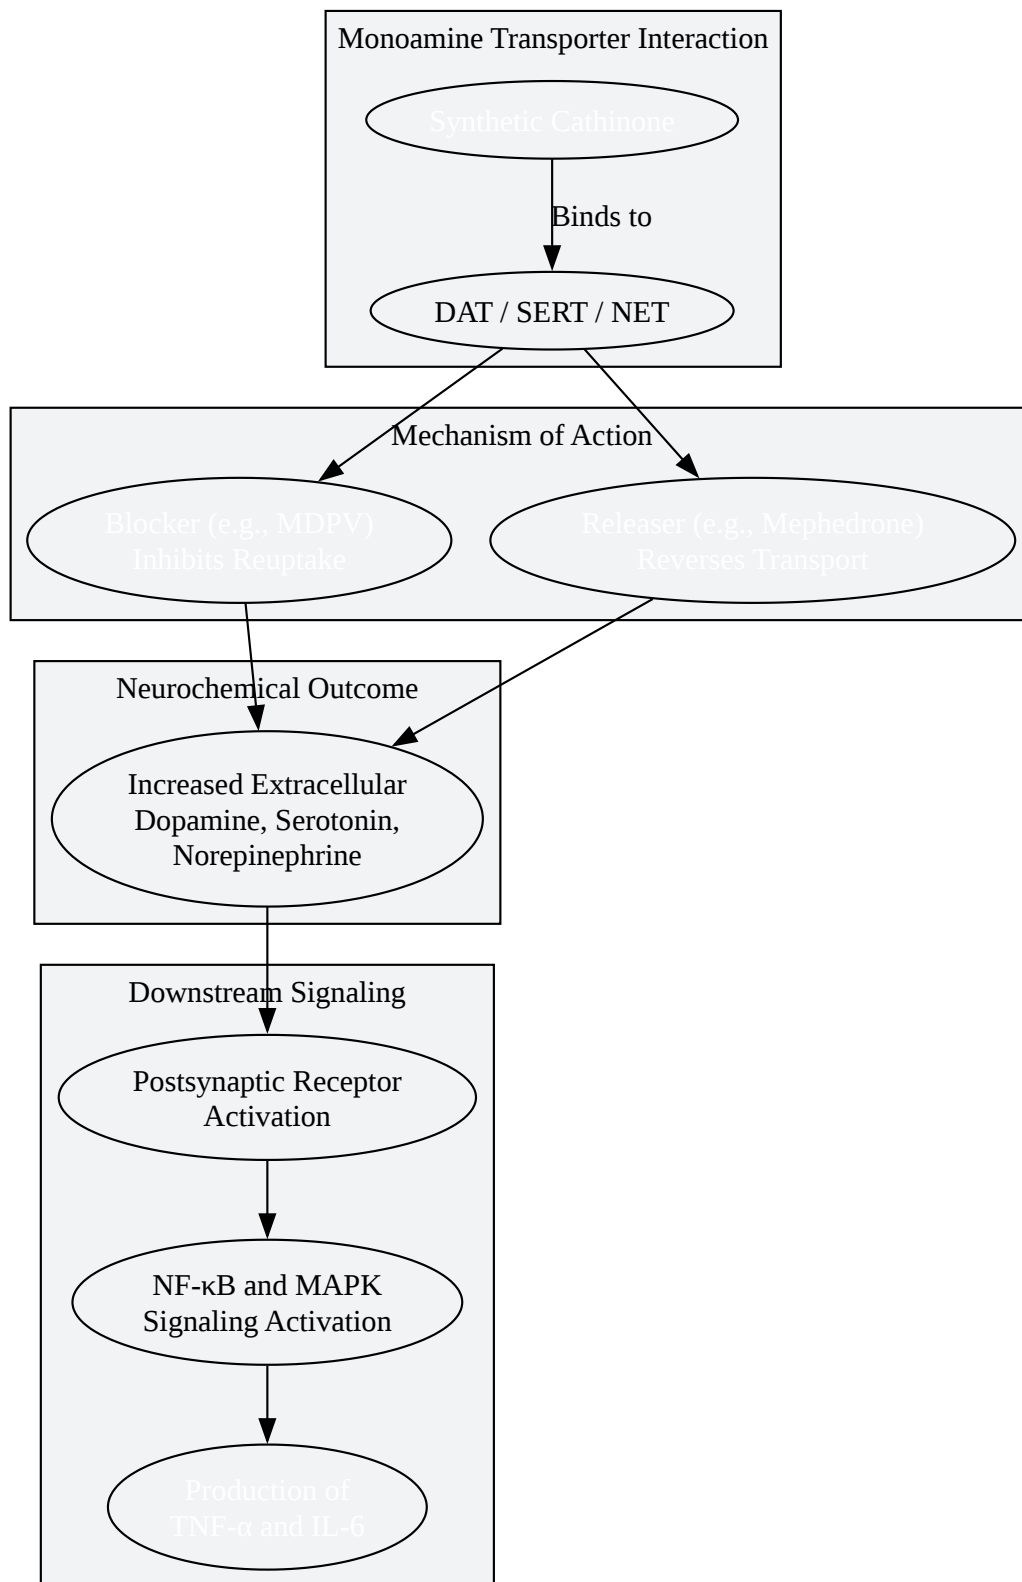 Monoamine Transporter Interaction
Synthetic Cathinone
Binds to
DAT / SERT / NET
Mechanism of Action
Blocker (e.g., MDPV)
Inhibits Reuptake
Releaser (e.g., Mephedrone)
Reverses Transport
Neurochemical Outcome
Increased Extracellular
Dopamine, Serotonin,
Norepinephrine
Downstream Signaling
Postsynaptic Receptor
Activation
NF-κB and MAPK
Signaling Activation
Production of
TNF-α and IL-6